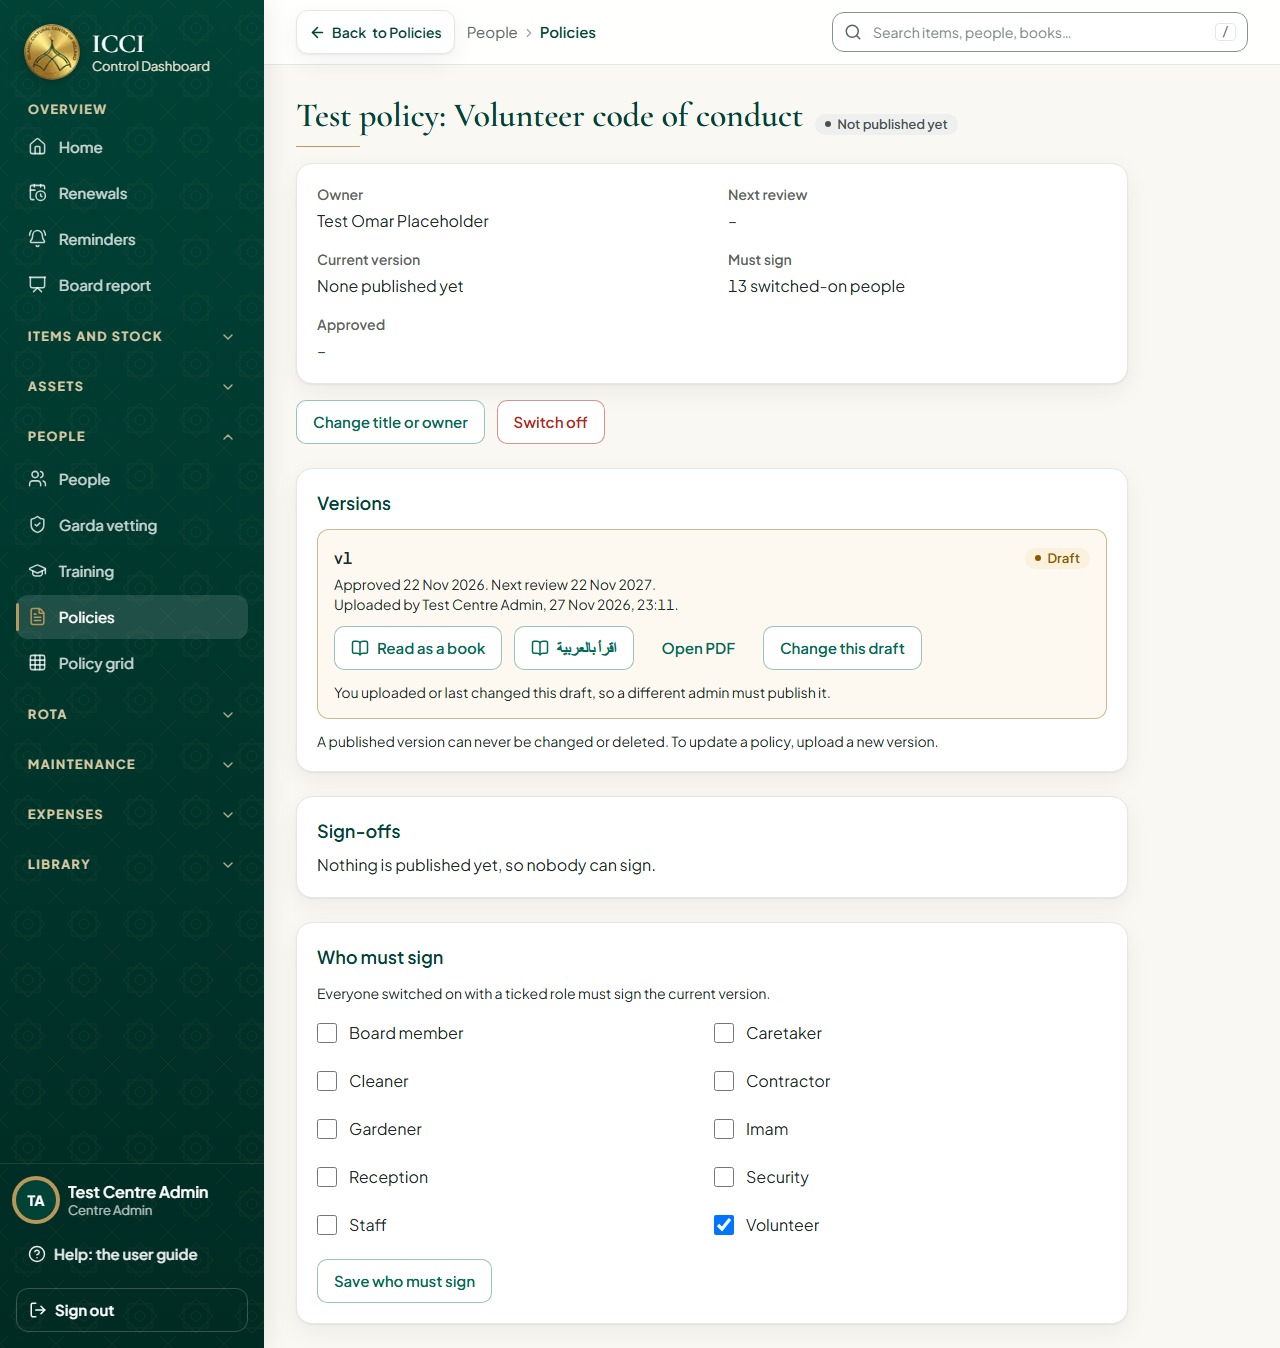 ICCI
Control Dashboard
OVERVIEW
Home
Renewals
Reminders
Board report
ITEMS AND STOCK
ASSETS
PEOPLE
People
Garda vetting
Training
Policies
Policy grid
ROTA
MAINTENANCE
EXPENSES
LIBRARY
TA
Test Centre Admin
Centre Admin
Help: the user guide
Sign out
Back to Policies
People > Policies
Search items, people, books...
/
Test policy: Volunteer code of conduct
Not published yet
Owner
Test Omar Placeholder
Next review
–
Current version
None published yet
Must sign
13 switched-on people
Approved
–
Change title or owner
Switch off
Versions
v1
Draft
Approved 22 Nov 2026. Next review 22 Nov 2027.
Uploaded by Test Centre Admin, 27 Nov 2026, 23:11.
Read as a book
اقرأ بالعربية
Open PDF
Change this draft
You uploaded or last changed this draft, so a different admin must publish it.
A published version can never be changed or deleted. To update a policy, upload a new version.
Sign-offs
Nothing is published yet, so nobody can sign.
Who must sign
Everyone switched on with a ticked role must sign the current version.
Board member
Caretaker
Cleaner
Contractor
Gardener
Imam
Reception
Security
Staff
Volunteer
Save who must sign